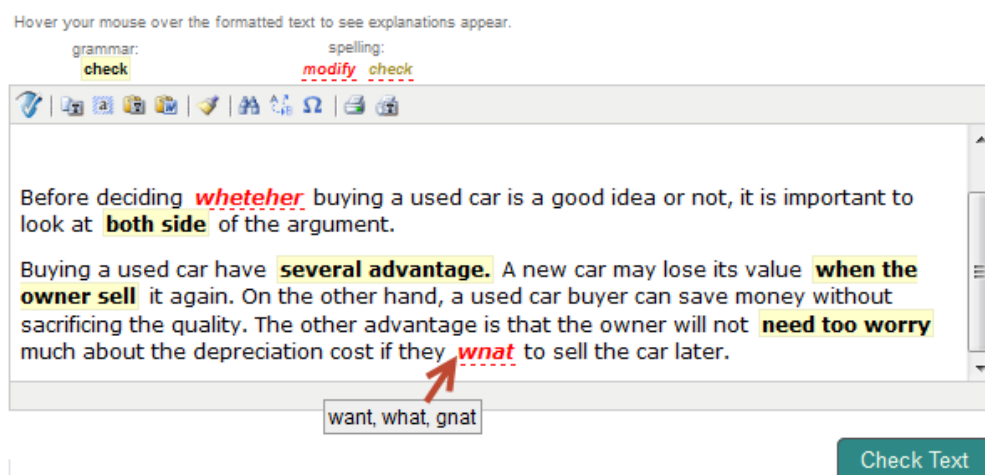 Hover your mouse over the formatted text to see explanations appear.
grammar: spelling:
check modify check
Before deciding wheteher buying a used car is a good idea or not, it is important to
look at both side of the argument.
Buying a used car have several advantage. A new car may lose its value when the
owner sell it again. On the other hand, a used car buyer can save money without
sacrificing the quality. The other advantage is that the owner will not need too worry
much about the depreciation cost if they wnat to sell the car later.
want, what, gnat
Check Text